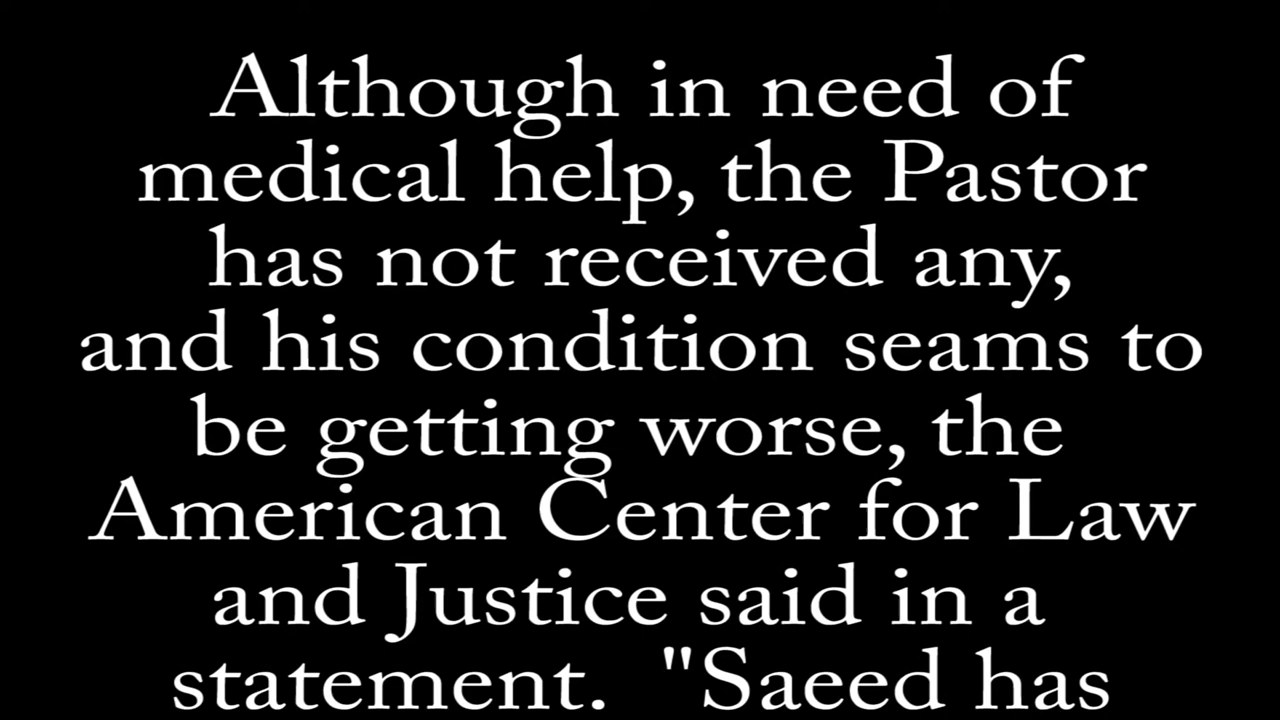 Although in need of
medical help, the Pastor
has not received any,
and his condition seams to
be getting worse, the
American Center for Law
and Justice said in a
statement.  "Saeed has